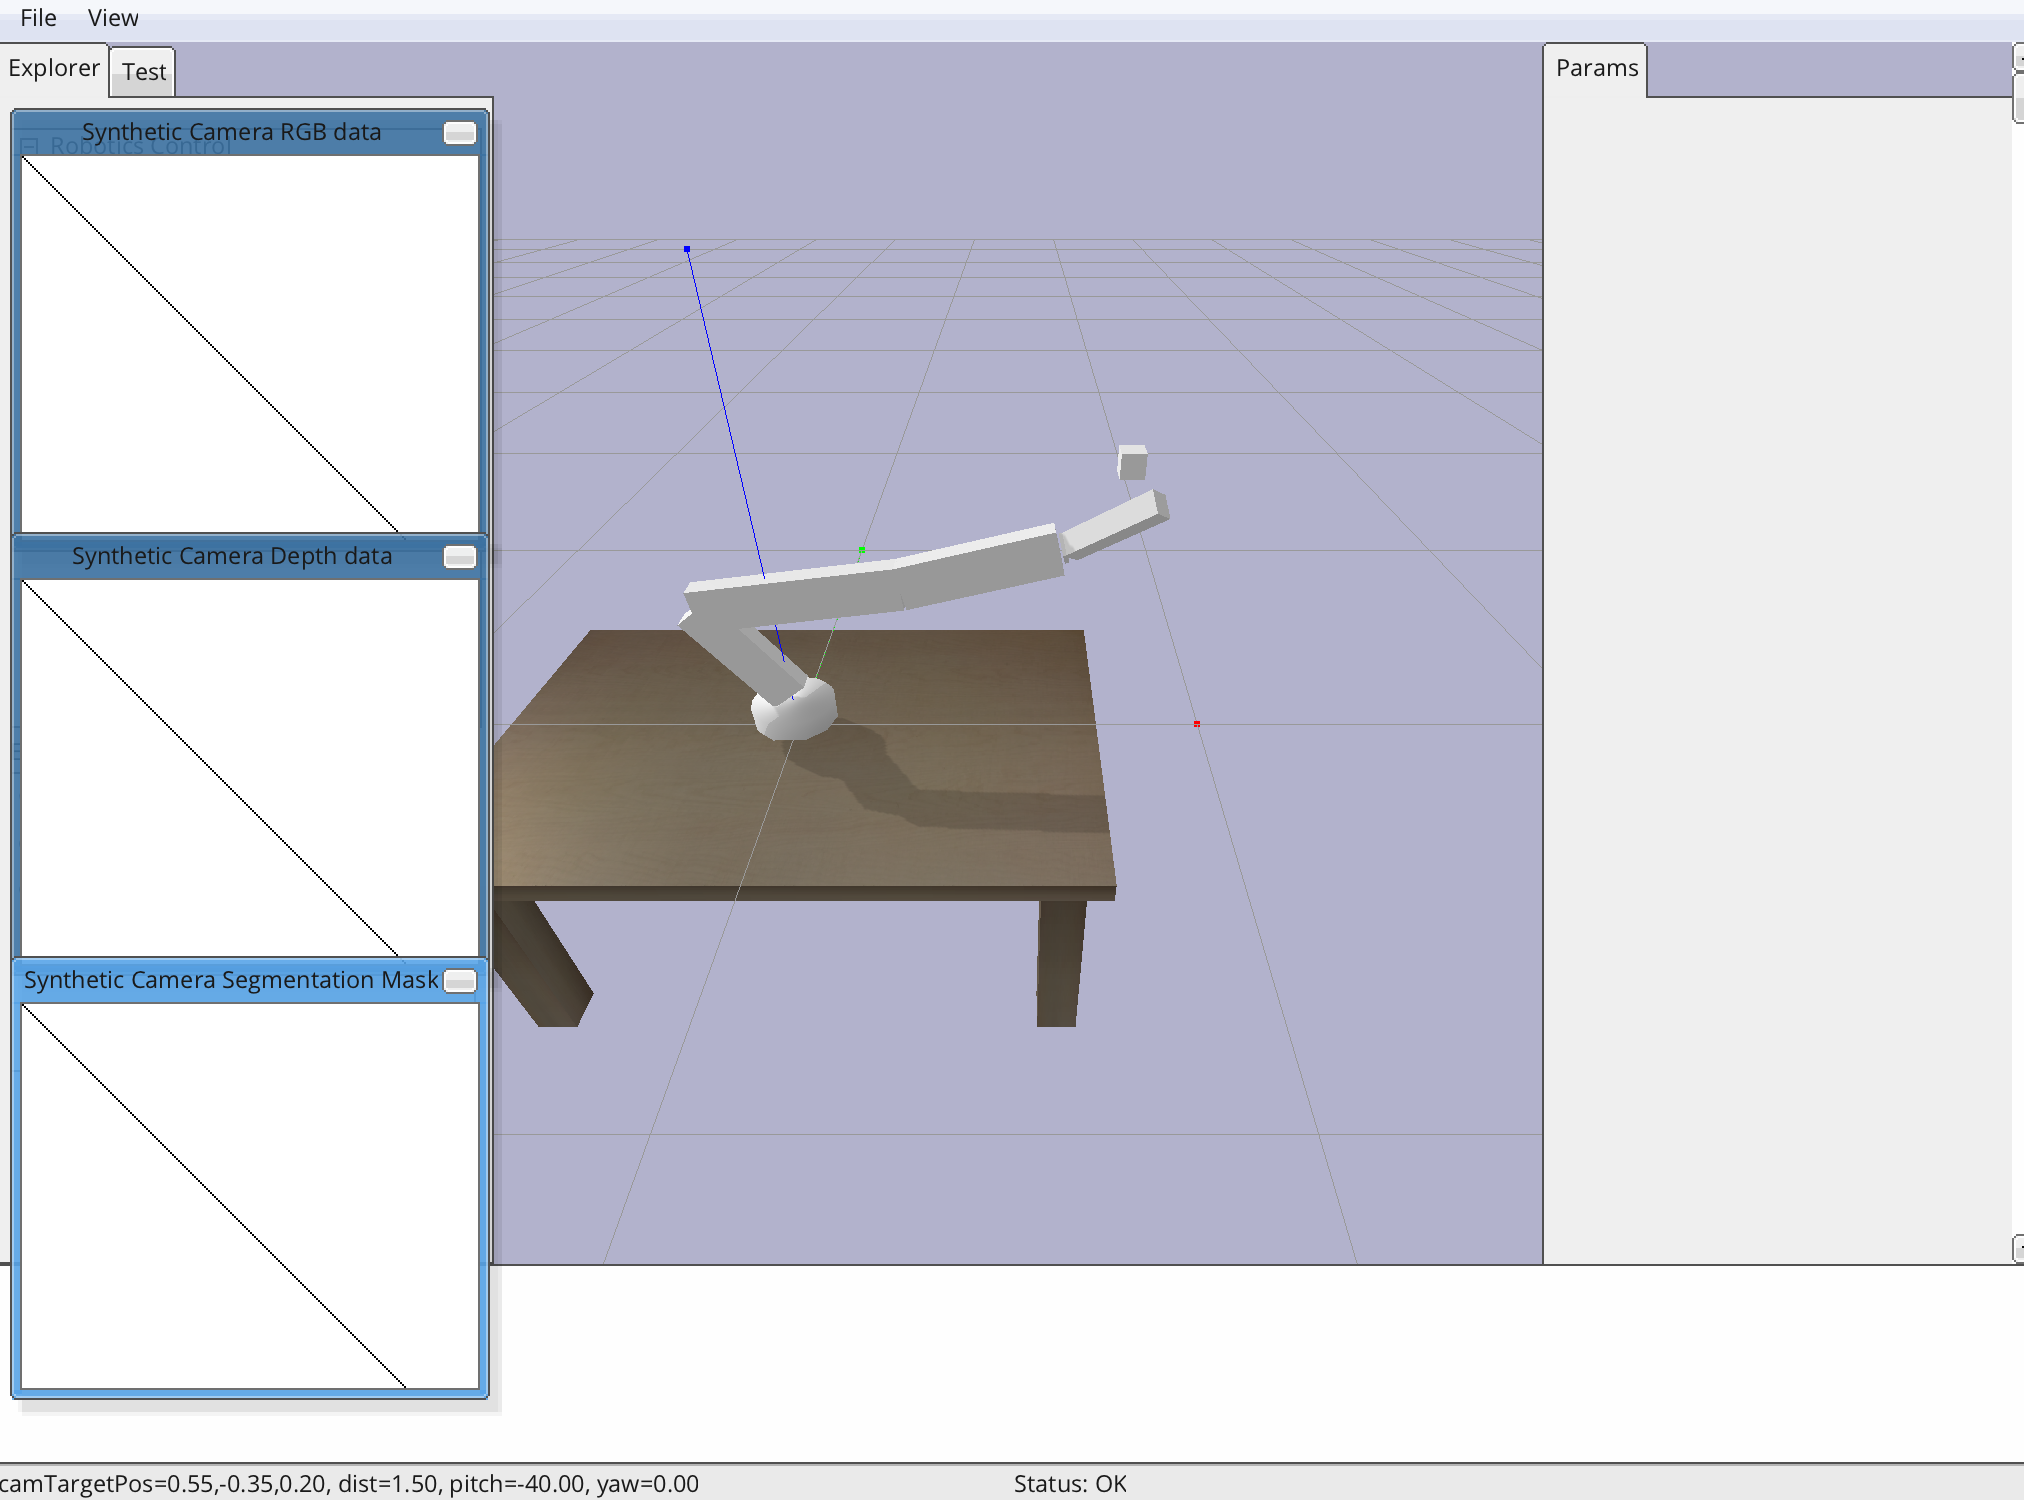 File View
Explorer Test
Params
Synthetic Camera RGB data
Robotics Control
Synthetic Camera Depth data
Synthetic Camera Segmentation Mask
camTargetPos=0.55,-0.35,0.20, dist=1.50, pitch=-40.00, yaw=0.00
Status: OK